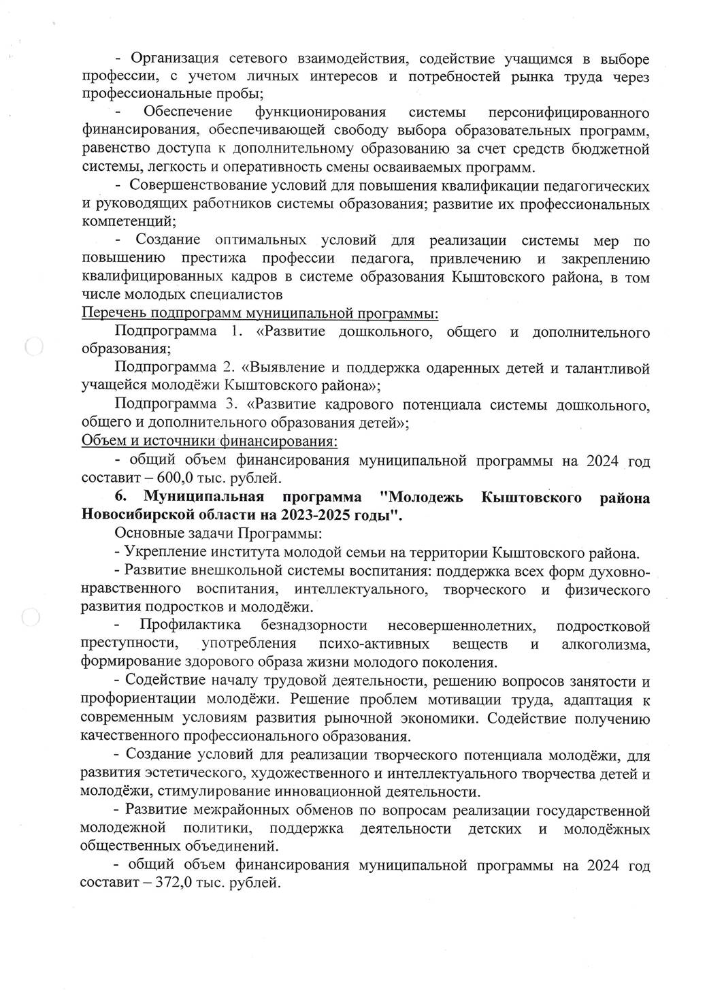 - Организация сетевого взаимодействия, содействие учащимся в выборе
профессии, с учетом личных интересов и потребностей рынка труда через
профессиональные пробы;
- Обеспечение функционирования системы персонифицированного
финансирования, обеспечивающей свободу выбора образовательных программ,
равенство доступа к дополнительному образованию за счет средств бюджетной
системы, легкость и оперативность смены осваиваемых программ.
- Совершенствование условий для повышения квалификации педагогических
и руководящих работников системы образования; развитие их профессиональных
компетенций;
- Создание оптимальных условий для реализации системы мер по
повышению престижа профессии педагога, привлечению и закреплению
квалифицированных кадров в системе образования Кыштовского района, в том
числе молодых специалистов
Перечень подпрограмм муниципальной программы:
Подпрограмма 1. «Развитие дошкольного, общего и дополнительного
образования;
Подпрограмма 2. «Выявление и поддержка одаренных детей и талантливой
учащейся молодёжи Кыштовского района»;
Подпрограмма 3. «Развитие кадрового потенциала системы дошкольного,
общего и дополнительного образования детей»;
Объем и источники финансирования:
- общий объем финансирования муниципальной программы на 2024 год
составит – 600,0 тыс. рублей.
6. Муниципальная программа "Молодежь Кыштовского района
Новосибирской области на 2023-2025 годы".
Основные задачи Программы:
- Укрепление института молодой семьи на территории Кыштовского района.
- Развитие внешкольной системы воспитания: поддержка всех форм духовно-
нравственного воспитания, интеллектуального, творческого и физического
развития подростков и молодёжи.
- Профилактика безнадзорности несовершеннолетних, подростковой
преступности, употребления психо-активных веществ и алкоголизма,
формирование здорового образа жизни молодого поколения.
- Содействие началу трудовой деятельности, решению вопросов занятости и
профориентации молодёжи. Решение проблем мотивации труда, адаптация к
современным условиям развития рыночной экономики. Содействие получению
качественного профессионального образования.
- Создание условий для реализации творческого потенциала молодёжи, для
развития эстетического, художественного и интеллектуального творчества детей и
молодёжи, стимулирование инновационной деятельности.
- Развитие межрайонных обменов по вопросам реализации государственной
молодежной политики, поддержка деятельности детских и молодёжных
общественных объединений.
- общий объем финансирования муниципальной программы на 2024 год
составит – 372,0 тыс. рублей.